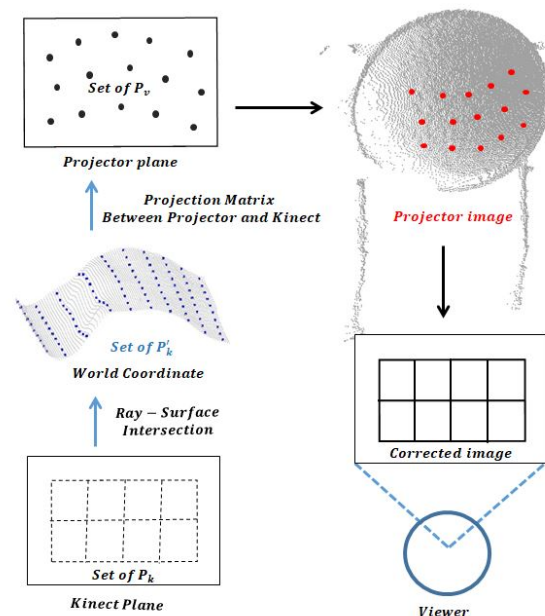 Set of P_v
Projector plane
Projection Matrix
Between Projector and Kinect
Set of P'_k
World Coordinate
Ray – Surface
Intersection
Set of P_k
Kinect Plane
Projector image
Corrected image
Viewer